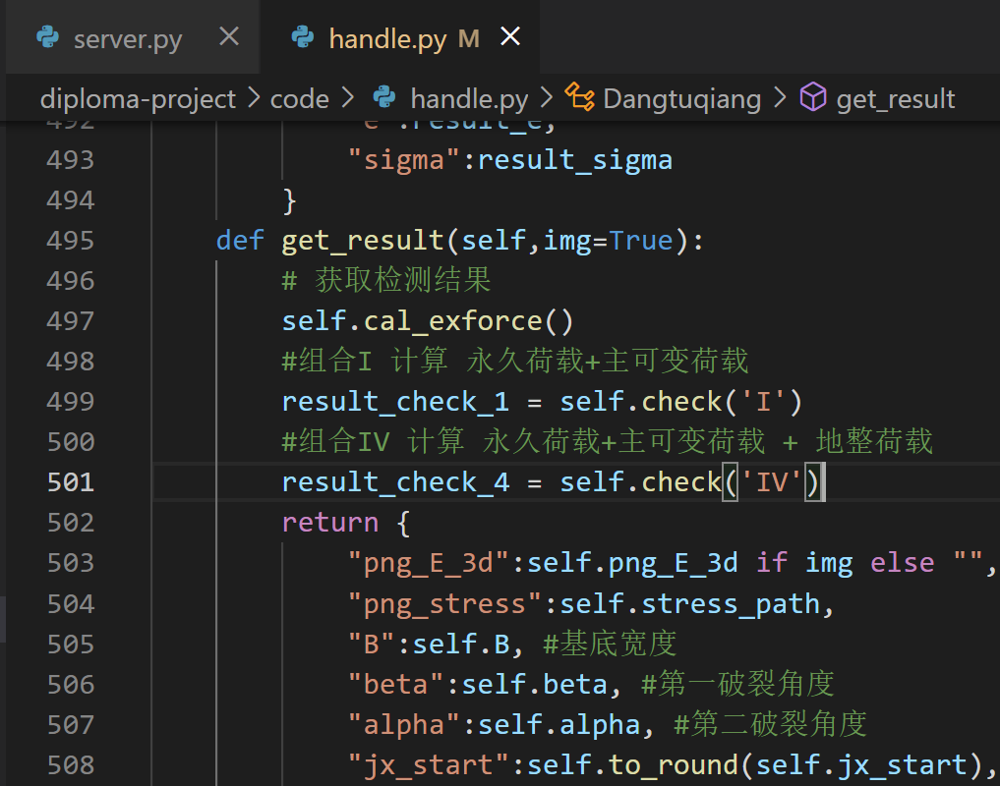 server.py
handle.py M
diploma-project > code > handle.py > Dangtuqiang > get_result
492 "e":result_e,
493 "sigma":result_sigma
494 }
495 def get_result(self,img=True):
496 # 获取检测结果
497 self.cal_exforce()
498 #组合I 计算 永久荷载+主可变荷载
499 result_check_1 = self.check('I')
500 #组合IV 计算 永久荷载+主可变荷载 + 地整荷载
501 result_check_4 = self.check('IV')
502 return {
503 "png_E_3d":self.png_E_3d if img else "",
504 "png_stress":self.stress_path,
505 "B":self.B, #基底宽度
506 "beta":self.beta, #第一破裂角度
507 "alpha":self.alpha, #第二破裂角度
508 "jx_start":self.to_round(self.jx_start),